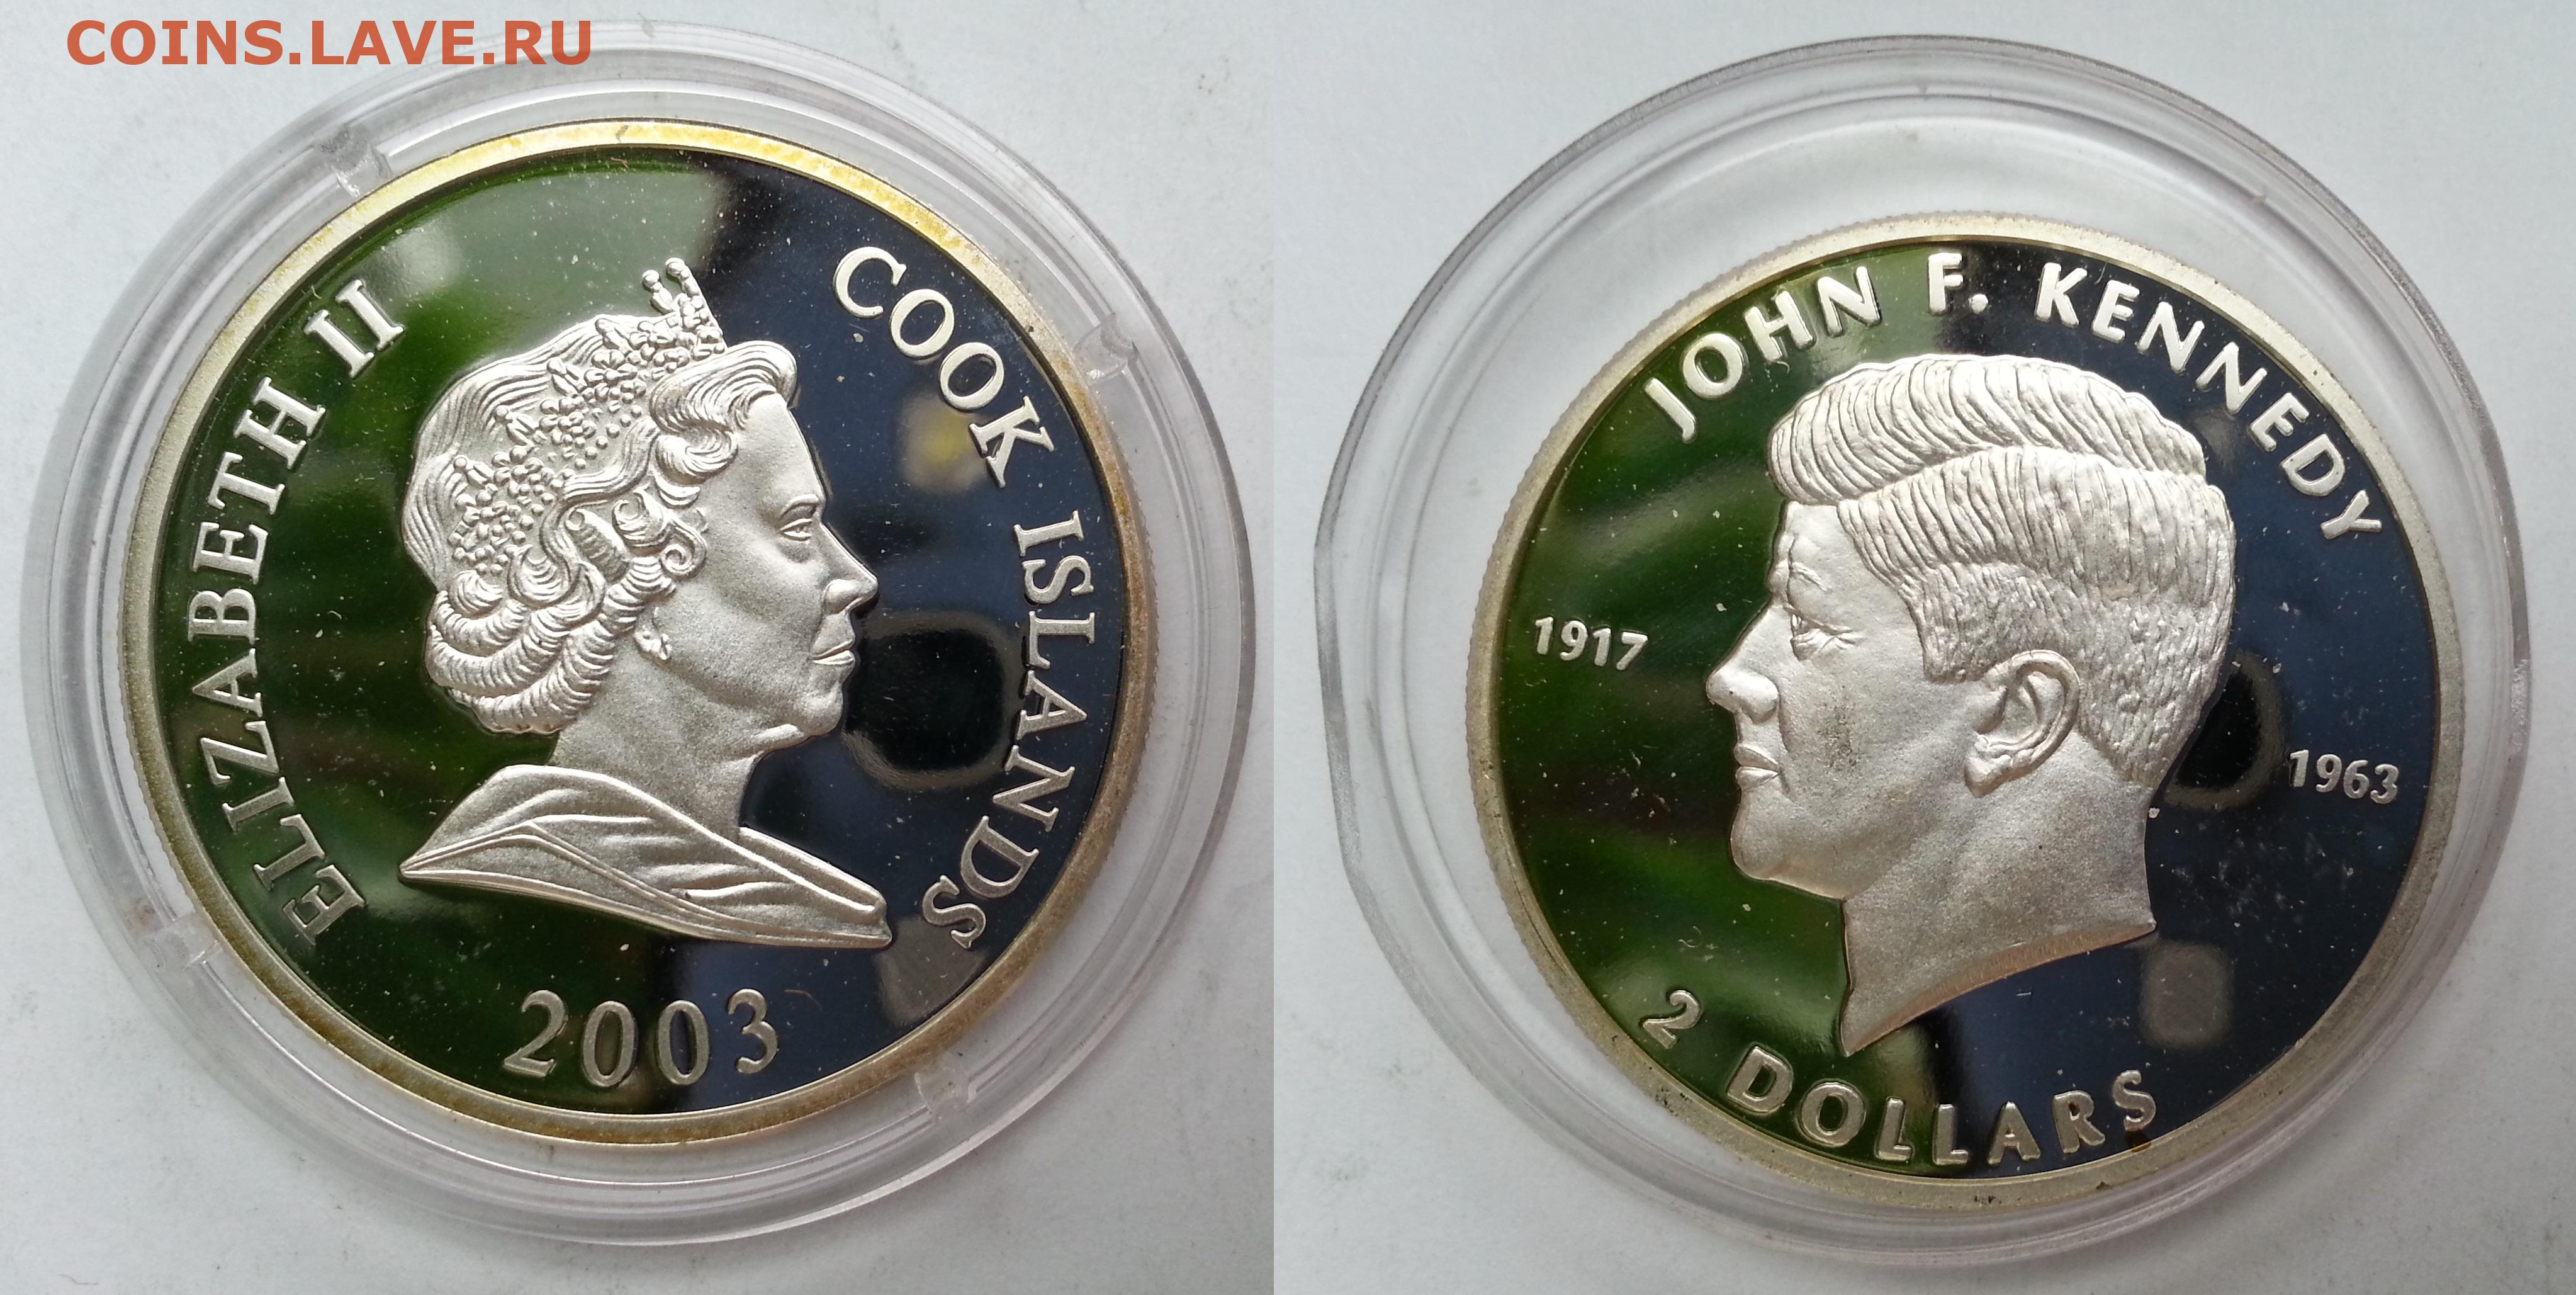 COINS.LAVE.RU
ELIZABETH II
COOK ISLANDS
2003
JOHN F. KENNEDY
1917
1963
2 DOLLARS